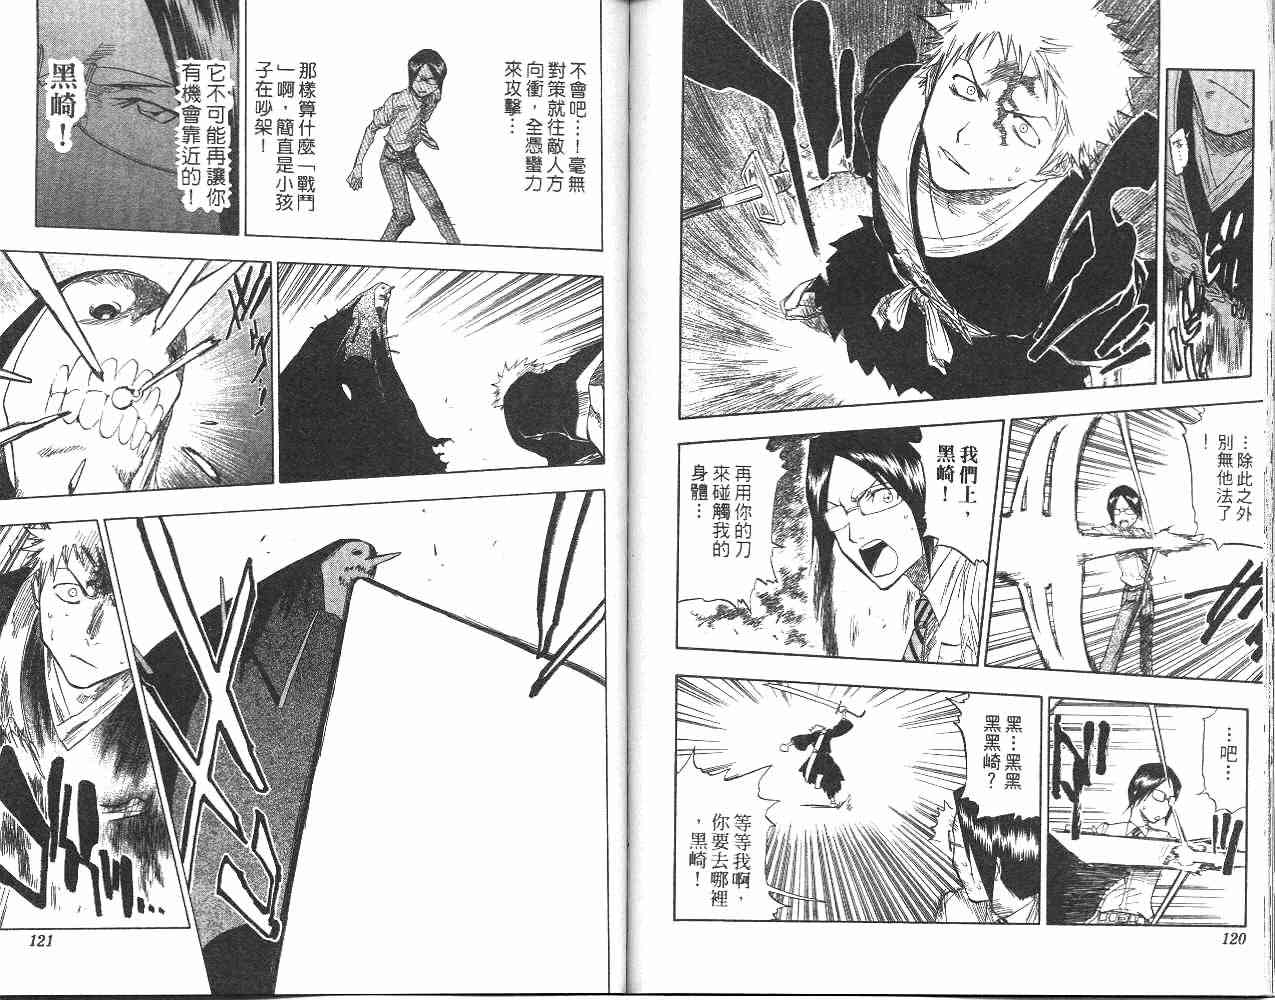 …除此之外
別無他法了
！
我們上，
黑崎！
再用你的刀
來碰觸我的
身體…
…吧…
黑…黑黑
黑黑崎？
等等我啊，
你要去哪裡
，黑崎！
120
不會吧…！毫無
對策就往敵人方
向衝，全憑蠻力
來攻擊…
那樣算什麼「戰鬥
」啊，簡直是小孩
子在吵架！
它不可能再讓你
有機會靠近的！
黑崎！
121